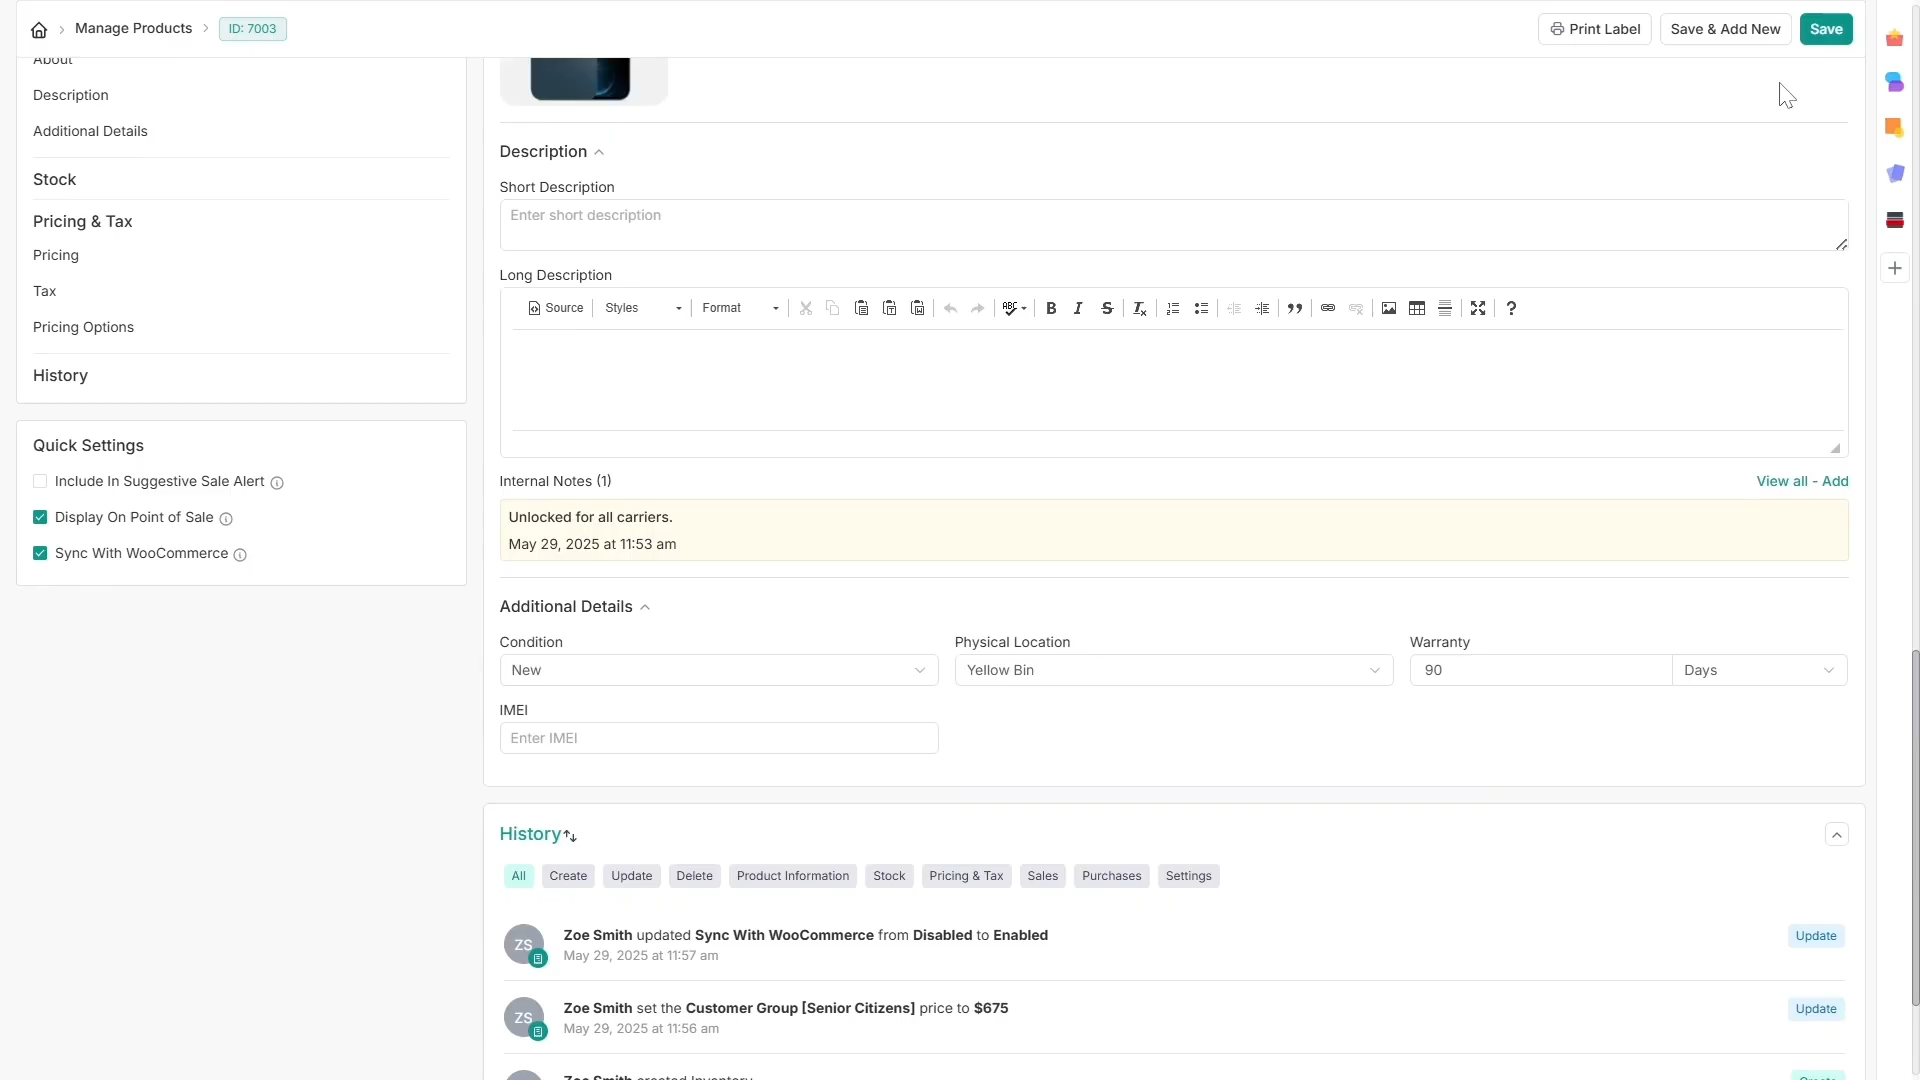 Manage Products
ID: 7003
Print Label
Save & Add New
Save
About
Description
Additional Details
Stock
Pricing & Tax
Pricing
Tax
Pricing Options
History
Quick Settings
Include In Suggestive Sale Alert
Display On Point of Sale
Sync With WooCommerce
Description
Short Description
Enter short description
Long Description
Source Styles Format
Internal Notes (1)
View all - Add
Unlocked for all carriers.
May 29, 2025 at 11:53 am
Additional Details
Condition Physical Location Warranty
New Yellow Bin 90 Days
IMEI
Enter IMEI
History
All Create Update Delete Product Information Stock Pricing & Tax Sales Purchases Settings
ZS Zoe Smith updated Sync With WooCommerce from Disabled to Enabled Update
May 29, 2025 at 11:57 am
ZS Zoe Smith set the Customer Group [Senior Citizens] price to $675 Update
May 29, 2025 at 11:56 am
Zoe Smith created Inventory Create